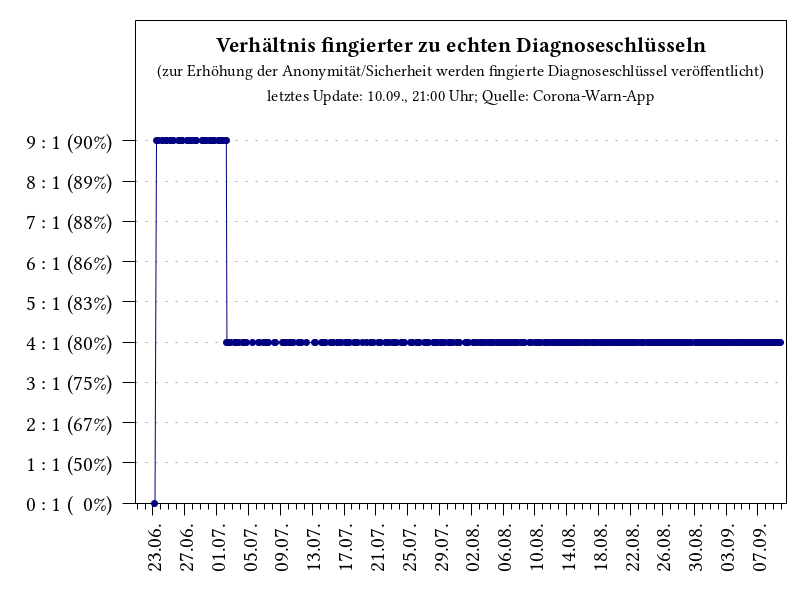 Verhältnis fingierter zu echten Diagnoseschlüsseln
(zur Erhöhung der Anonymität/Sicherheit werden fingierte Diagnoseschlüssel veröffentlicht)
letztes Update: 10.09., 21:00 Uhr; Quelle: Corona-Warn-App
9 : 1 (90%)
8 : 1 (89%)
7 : 1 (88%)
6 : 1 (86%)
5 : 1 (83%)
4 : 1 (80%)
3 : 1 (75%)
2 : 1 (67%)
1 : 1 (50%)
0 : 1 (  0%)
23.06.
27.06.
01.07.
05.07.
09.07.
13.07.
17.07.
21.07.
25.07.
29.07.
02.08.
06.08.
10.08.
14.08.
18.08.
22.08.
26.08.
30.08.
03.09.
07.09.